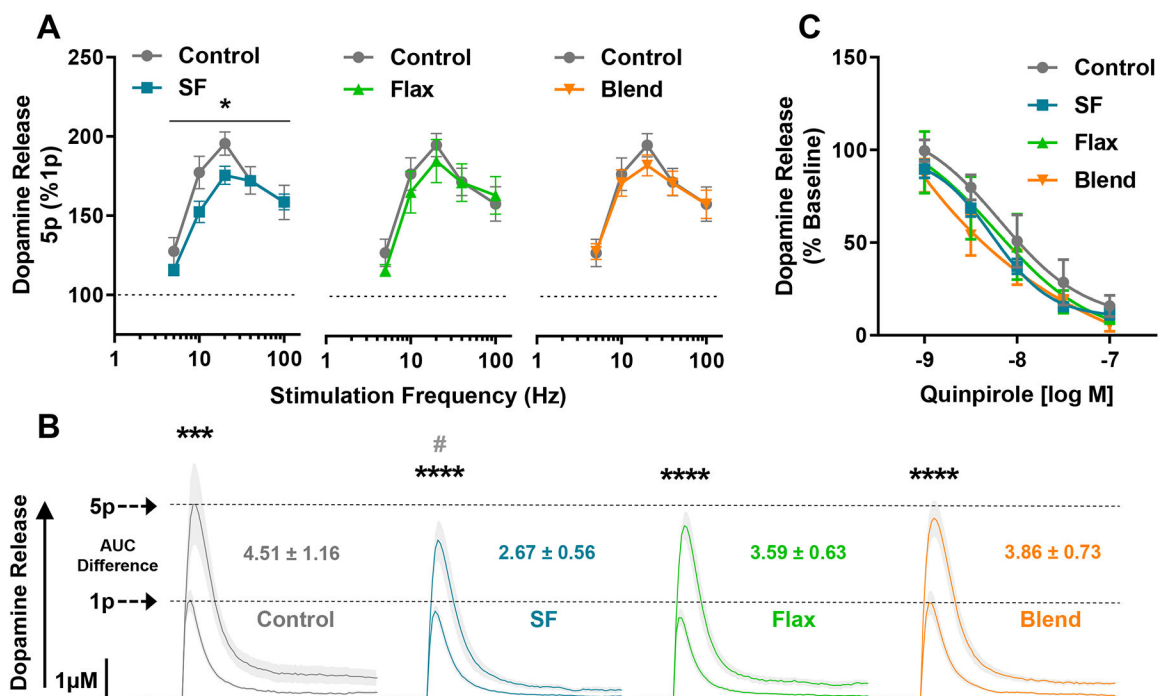 A
Control
SF
Control
Flax
Control
Blend
*
Dopamine Release
5p (%1p)
250
200
150
100
1 10 100
1 10 100
1 10 100
Stimulation Frequency (Hz)
C
Control
SF
Flax
Blend
Dopamine Release
(% Baseline)
150
100
50
0
-9 -8 -7
Quinpirole [log M]
B
***
#
****
****
****
Dopamine Release
5p
AUC
Difference
1p
1µM
4.51 ± 1.16
2.67 ± 0.56
3.59 ± 0.63
3.86 ± 0.73
Control
SF
Flax
Blend